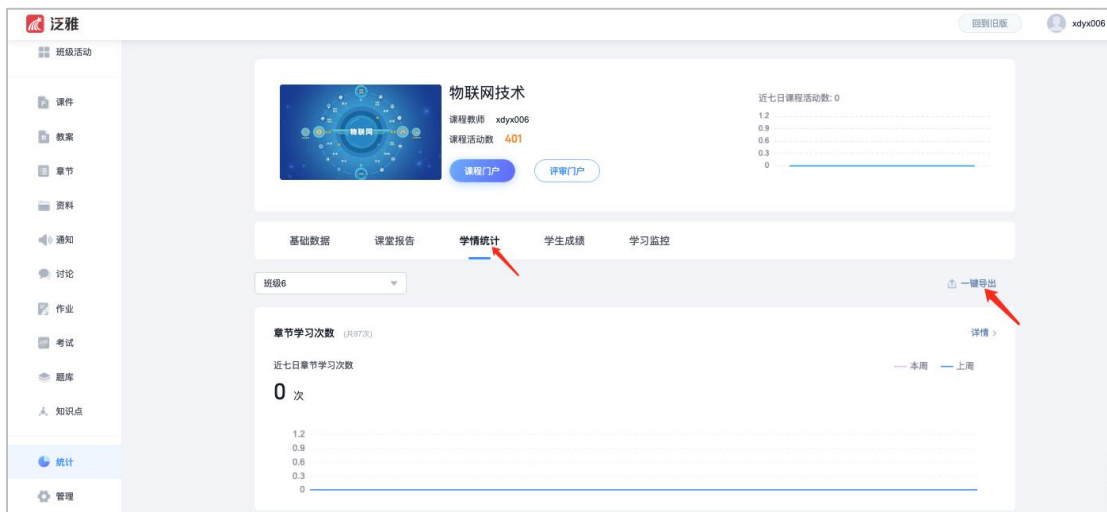 泛雅
回到旧版
xdyx006
班级活动
课件
教案
章节
资料
通知
讨论
作业
考试
题库
知识点
统计
管理
物联网
物联网技术
课程教师 xdyx006
课程活动数 401
课程门户 评审门户
近七日课程活动数: 0
1.2
0.9
0.6
0.3
0
基础数据 课堂报告 学情统计 学生成绩 学习监控
班级6
一键导出
章节学习次数 (共97次)
详情 >
近七日章节学习次数
本周 上周
0 次
1.2
0.9
0.6
0.3
0